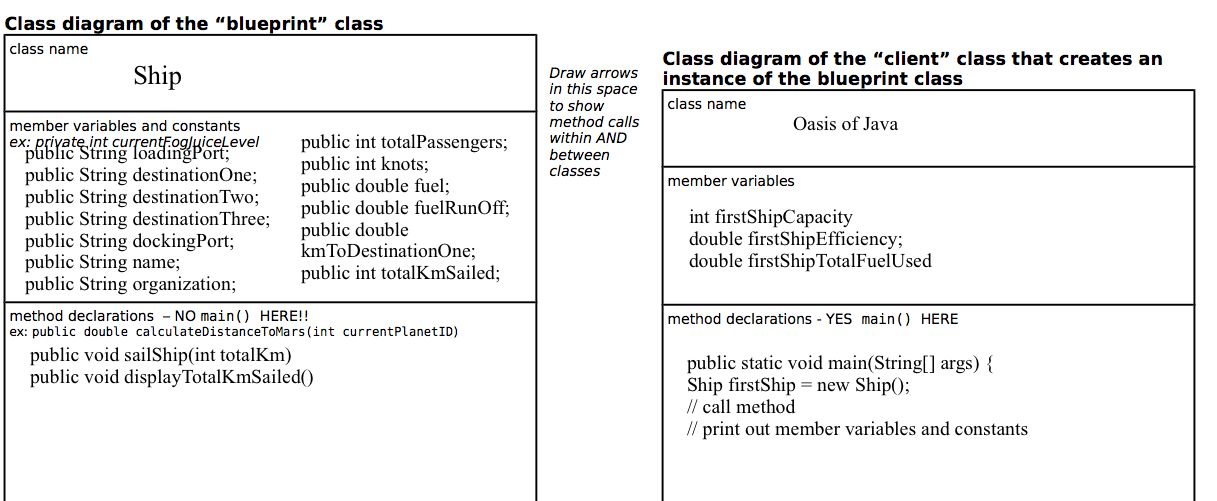 Class diagram of the “blueprint” class
class name
Ship
member variables and constants
ex: private int currentFogJuiceLevel
public String loadingPort;
public String destinationOne;
public String destinationTwo;
public String destinationThree;
public String dockingPort;
public String name;
public String organization;
public int totalPassengers;
public int knots;
public double fuel;
public double fuelRunOff;
public double
kmToDestinationOne;
public int totalKmSailed;
method declarations – NO main() HERE!!
ex: public double calculateDistanceToMars(int currentPlanetID)
public void sailShip(int totalKm)
public void displayTotalKmSailed()
Draw arrows
in this space
to show
method calls
within AND
between
classes
Class diagram of the “client” class that creates an
instance of the blueprint class
class name
Oasis of Java
member variables
int firstShipCapacity
double firstShipEfficiency;
double firstShipTotalFuelUsed
method declarations - YES main() HERE
public static void main(String[] args) {
Ship firstShip = new Ship();
// call method
// print out member variables and constants